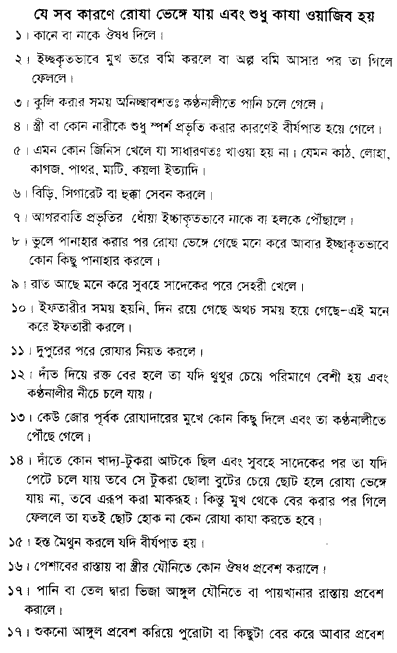 যে সব কারণে রোযা ভেঙ্গে যায় এবং শুধু কাযা ওয়াজিব হয়
১। কানে বা নাকে ঔষধ দিলে।
২। ইচ্ছকৃতভাবে মুখ ভরে বমি করলে বা অল্প বমি আসার পর তা গিলে
ফেললে।
৩। কুলি করার সময় অনিচ্ছাবশতঃ কণ্ঠনালীতে পানি চলে গেলে।
৪। স্ত্রী বা কোন নারীকে শুধু স্পর্শ প্রভৃতি করার কারণেই বীর্যপাত হয়ে গেলে।
৫। এমন কোন জিনিস খেলে যা সাধারণতঃ খাওয়া হয় না। যেমন কাঠ, লোহা,
কাগজ, পাথর, মাটি, কয়লা ইত্যাদি।
৬। বিড়ি, সিগারেট বা হুক্কা সেবন করলে।
৭। আগরবাতি প্রভৃতির ধোঁয়া ইচ্ছাকৃতভাবে নাকে বা হলকে পৌঁছালে।
৮। ভুলে পানাহার করার পর রোযা ভেঙ্গে গেছে মনে করে আবার ইচ্ছাকৃতভাবে
কোন কিছু পানাহার করলে।
৯। রাত আছে মনে করে সুবহে সাদেকের পরে সেহরী খেলে।
১০। ইফতারীর সময় হয়নি, দিন রয়ে গেছে অথচ সময় হয়ে গেছে–এই মনে
করে ইফতারী করলে।
১১। দুপুরের পরে রোযার নিয়ত করলে।
১২। দাঁত দিয়ে রক্ত বের হলে তা যদি থুথুর চেয়ে পরিমাণে বেশী হয় এবং
কণ্ঠনালীর নীচে চলে যায়।
১৩। কেউ জোর পূর্বক রোযাদারের মুখে কোন কিছু দিলে এবং তা কণ্ঠনালীতে
পৌঁছে গেলে।
১৪। দাঁতে কোন খাদ্য-টুকরা আটকে ছিল এবং সুবহে সাদেকের পর তা যদি
পেটে চলে যায় তবে সে টুকরা ছোলা বুটের চেয়ে ছোট হলে রোযা ভেঙ্গে
যায় না, তবে এরূপ করা মাকরূহ। কিন্তু মুখ থেকে বের করার পর গিলে
ফেললে তা যতই ছোট হোক না কেন রোযা কাযা করতে হবে।
১৫। হস্ত মৈথুন করলে যদি বীর্যপাত হয়।
১৬। পেশাবের রাস্তায় বা স্ত্রীর যৌনিতে কোন ঔষধ প্রবেশ করালে।
১৭। পানি বা তেল দ্বারা ভিজা আঙ্গুল যৌনিতে বা পায়খানার রাস্তায় প্রবেশ
করালে।
১৭। শুকনো আঙ্গুল প্রবেশ করিয়ে পুরোটা বা কিছুটা বের করে আবার প্রবেশ